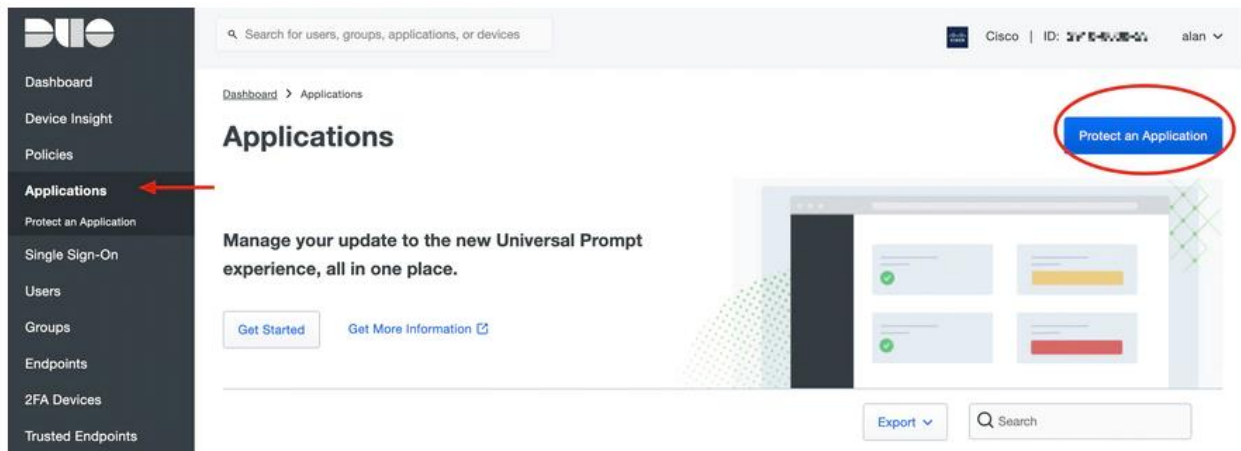 DUO
Search for users, groups, applications, or devices
Cisco | ID:
alan
Dashboard
Device Insight
Policies
Applications
Protect an Application
Single Sign-On
Users
Groups
Endpoints
2FA Devices
Trusted Endpoints
Dashboard > Applications
Applications
Protect an Application
Manage your update to the new Universal Prompt
experience, all in one place.
Get Started
Get More Information
Export
Search